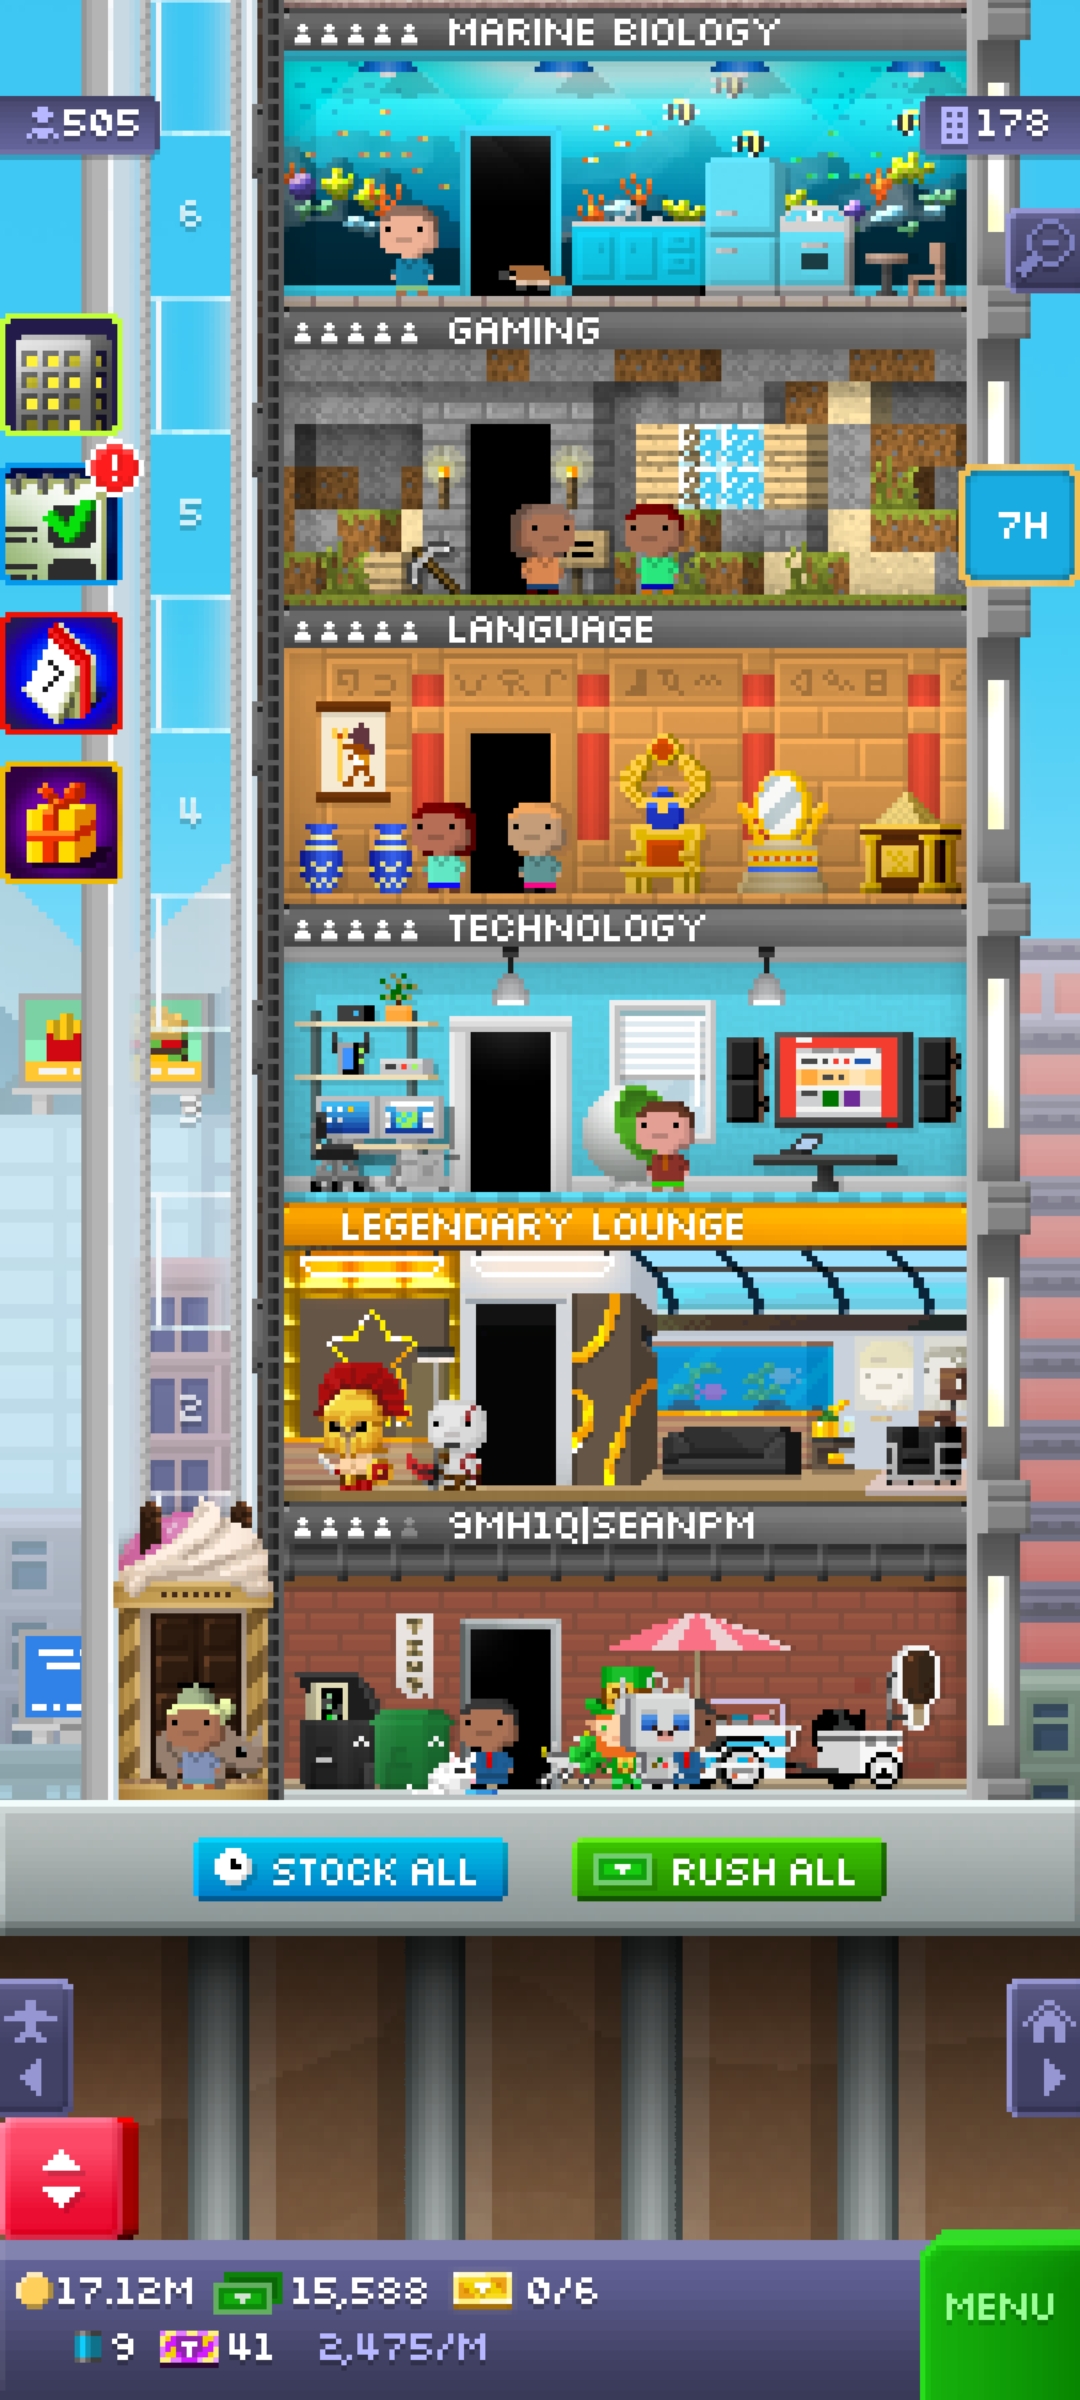 MARINE BIOLOGY
505
178
6
GAMING
5
7H
LANGUAGE
4
TECHNOLOGY
3
LEGENDARY LOUNGE
2
9MH1Q|SEANPM
STOCK ALL
RUSH ALL
17.12M 15,588 0/6
9 41 2,475/M
MENU